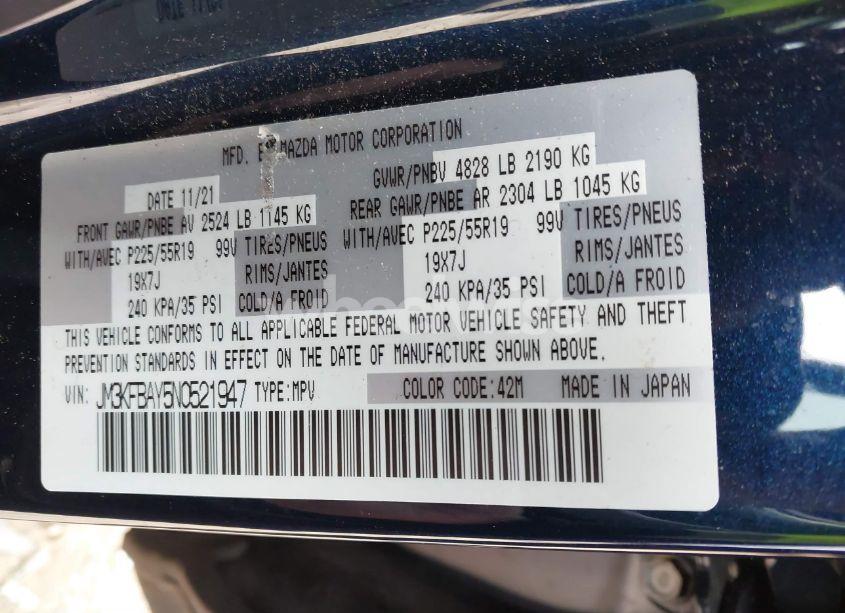 MFD. BY MAZDA MOTOR CORPORATION
DATE 11/21
GVWR/PNBV 4828 LB 2190 KG
FRONT GAWR/PNBE AV 2524 LB 1145 KG
REAR GAWR/PNBE AR 2304 LB 1045 KG
WITH/AVEC P225/55R19 99V TIRES/PNEUS
WITH/AVEC P225/55R19 99V TIRES/PNEUS
19X7J RIMS/JANTES
19X7J RIMS/JANTES
240 KPA/35 PSI COLD/A FROID
240 KPA/35 PSI COLD/A FROID
THIS VEHICLE CONFORMS TO ALL APPLICABLE FEDERAL MOTOR VEHICLE SAFETY AND THEFT
PREVENTION STANDARDS IN EFFECT ON THE DATE OF MANUFACTURE SHOWN ABOVE.
VIN: JM3KFBAY5N0521947 TYPE:MPV COLOR CODE:42M MADE IN JAPAN